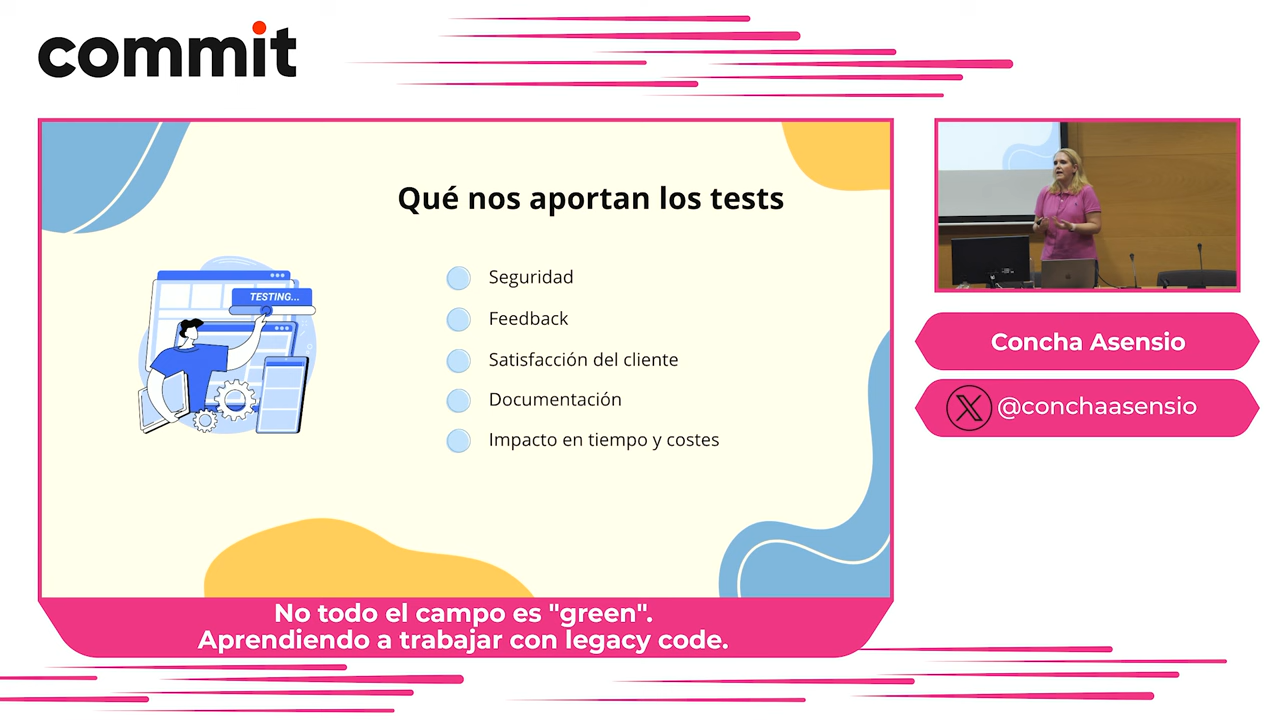 commit
Qué nos aportan los tests
TESTING...
Seguridad
Feedback
Satisfacción del cliente
Documentación
Impacto en tiempo y costes
Concha Asensio
@conchaasensio
No todo el campo es "green".
Aprendiendo a trabajar con legacy code.